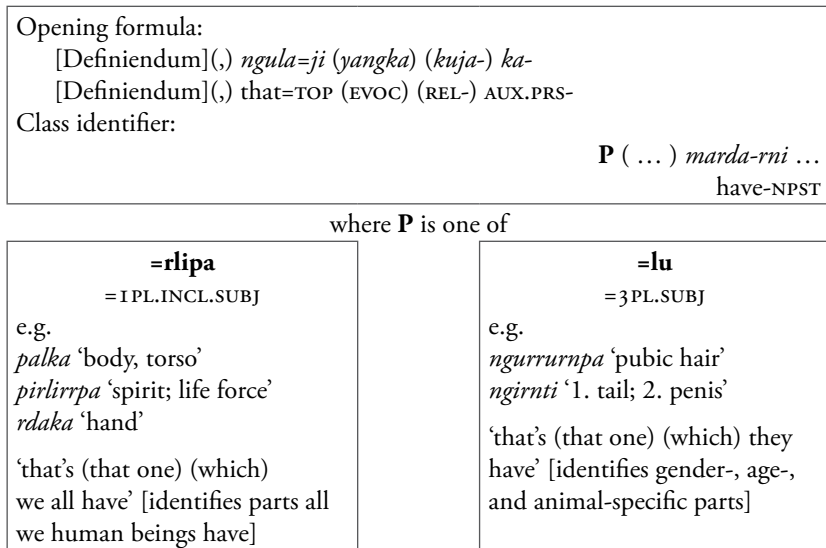 Opening formula:
[Definiendum](,) ngula=ji (yangka) (kuja-) ka-
[Definiendum](,) that=TOP (EVOC) (REL-) AUX.PRS-
Class identifier:
P ( … ) marda-rni …
have-NPST
where P is one of
=rlipa
=1PL.INCL.SUBJ
e.g.
palka ‘body, torso’
pirlirrpa ‘spirit; life force’
rdaka ‘hand’
‘that’s (that one) (which)
we all have’ [identifies parts all
we human beings have]
=lu
=3PL.SUBJ
e.g.
ngurrurnpa ‘pubic hair’
ngirnti ‘1. tail; 2. penis’
‘that’s (that one) (which) they
have’ [identifies gender-, age-,
and animal-specific parts]